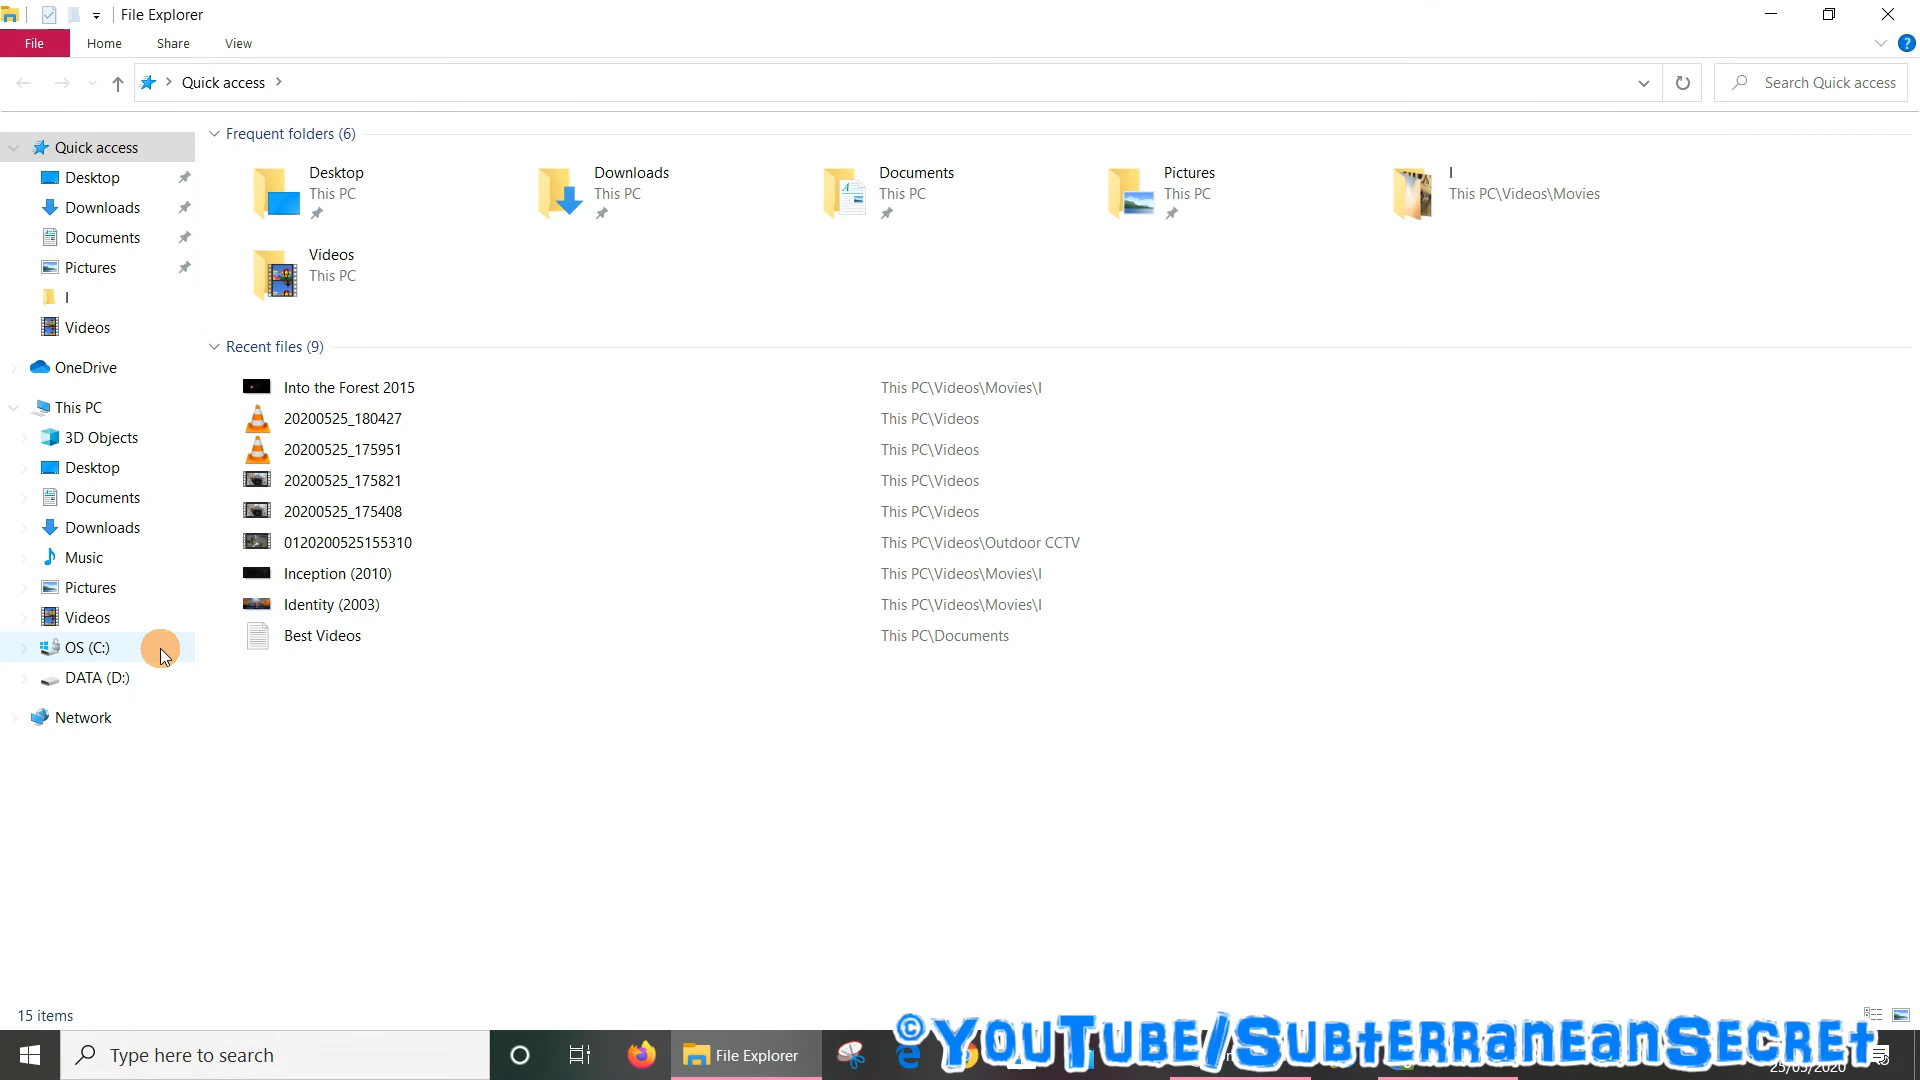 File Explorer
File Home Share View
Quick access
Search Quick access
Quick access
Desktop
Downloads
Documents
Pictures
I
Videos
OneDrive
This PC
3D Objects
Desktop
Documents
Downloads
Music
Pictures
Videos
OS (C:)
DATA (D:)
Network
Frequent folders (6)
Desktop
This PC
Downloads
This PC
Documents
This PC
Pictures
This PC
I
This PC\Videos\Movies
Videos
This PC
Recent files (9)
Into the Forest 2015 This PC\Videos\Movies\I
20200525_180427 This PC\Videos
20200525_175951 This PC\Videos
20200525_175821 This PC\Videos
20200525_175408 This PC\Videos
0120200525155310 This PC\Videos\Outdoor CCTV
Inception (2010) This PC\Videos\Movies\I
Identity (2003) This PC\Videos\Movies\I
Best Videos This PC\Documents
15 items
Type here to search
File Explorer
©YouTube/SubterraneanSecret
25/05/2020